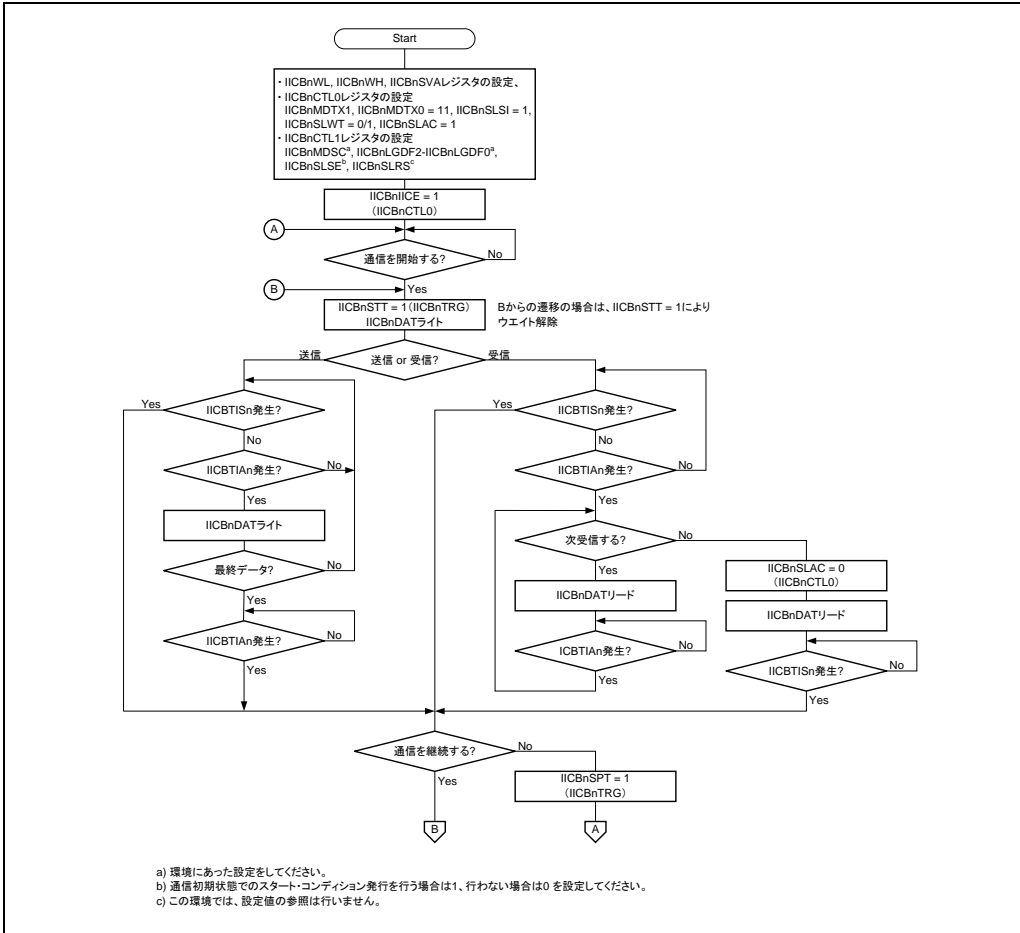 Start
・IICBnWL, IICBnWH, IICBnSVAレジスタの設定、
・IICBnCTL0レジスタの設定
IICBnMDTX1, IICBnMDTX0 = 11, IICBnSLSI = 1,
IICBnSLWT = 0/1, IICBnSLAC = 1
・IICBnCTL1レジスタの設定
IICBnMDSCa, IICBnLGDF2-IICBnLGDF0a,
IICBnSLSEb, IICBnSLRSc
IICBnIICE = 1
(IICBnCTL0)
A
通信を開始する?
No
Yes
B
IICBnSTT = 1(IICBnTRG)
IICBnDATライト
Bからの遷移の場合は、IICBnSTT = 1により
ウエイト解除
送信
送信 or 受信?
受信
Yes
IICBTISn発生?
No
IICBTIAn発生?
No
Yes
IICBnDATライト
最終データ?
No
Yes
IICBTIAn発生?
No
Yes
Yes
IICBTISn発生?
No
IICBTIAn発生?
No
Yes
次受信する?
No
Yes
IICBnDATリード
ICBTIAn発生?
No
Yes
IICBnSLAC = 0
(IICBnCTL0)
IICBnDATリード
IICBTISn発生?
No
Yes
通信を継続する?
No
Yes
IICBnSPT = 1
(IICBnTRG)
B
A
a) 環境にあった設定をしてください。
b) 通信初期状態でのスタート・コンディション発行を行う場合は1、行わない場合は0 を設定してください。
c) この環境では、設定値の参照は行いません。